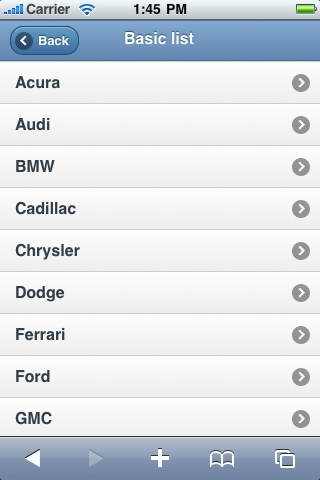 Carrier 1:45 PM
Back Basic list
Acura
Audi
BMW
Cadillac
Chrysler
Dodge
Ferrari
Ford
GMC